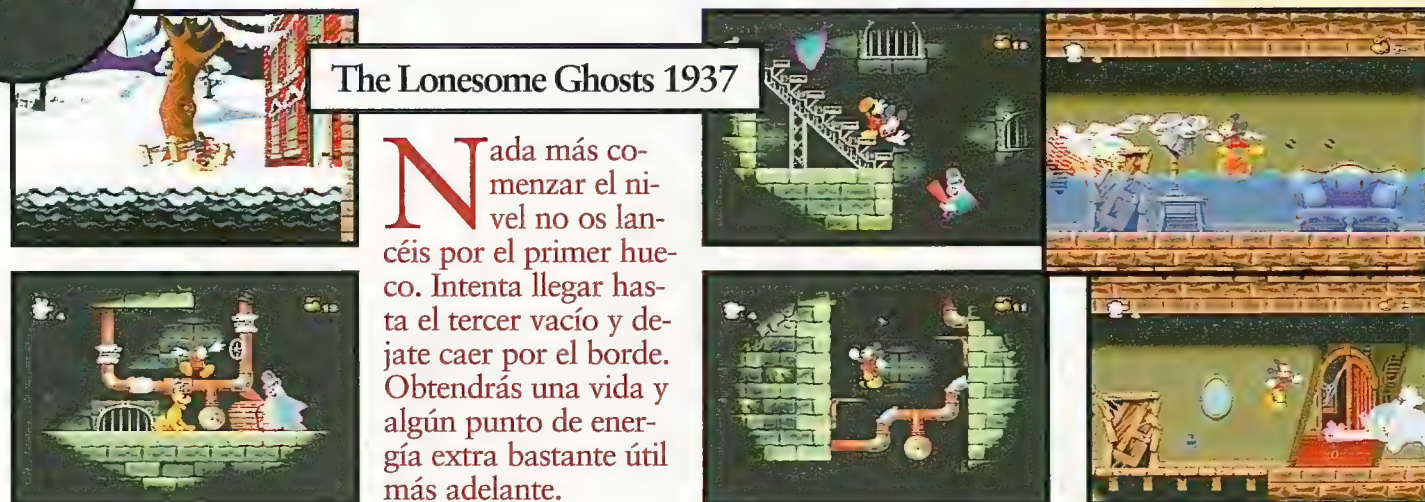 The Lonesome Ghosts 1937
Nada más co-
menzar el ni-
vel no os lan-
céis por el primer hue-
co. Intenta llegar has-
ta el tercer vacío y de-
jate caer por el borde.
Obtendrás una vida y
algún punto de ener-
gía extra bastante útil
más adelante.